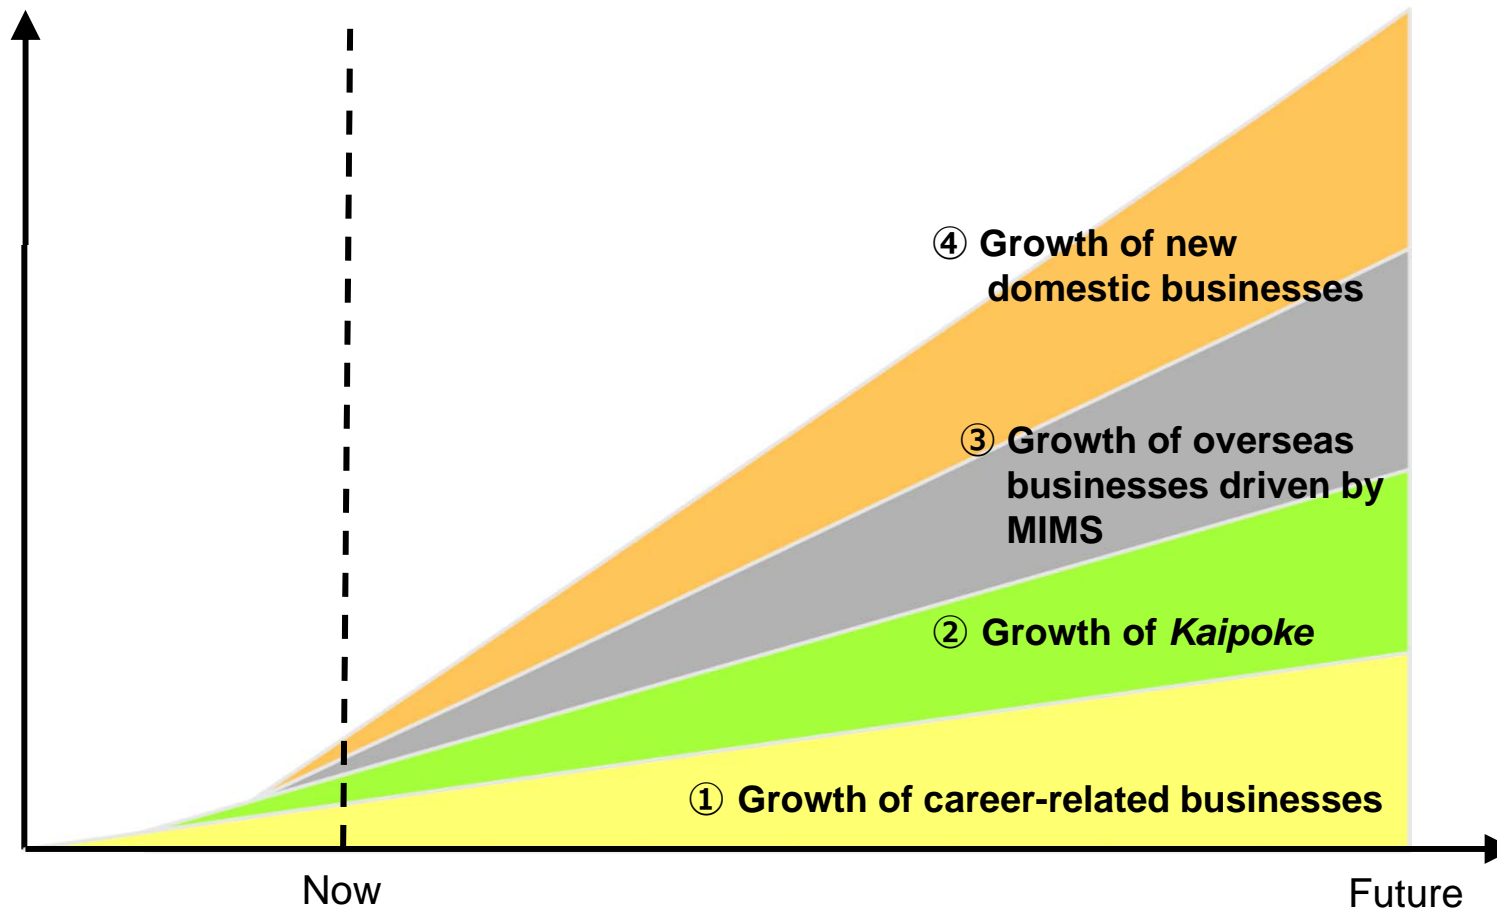 ④ Growth of new
domestic businesses
③ Growth of overseas
businesses driven by
MIMS
② Growth of Kaipoke
① Growth of career-related businesses
Now
Future